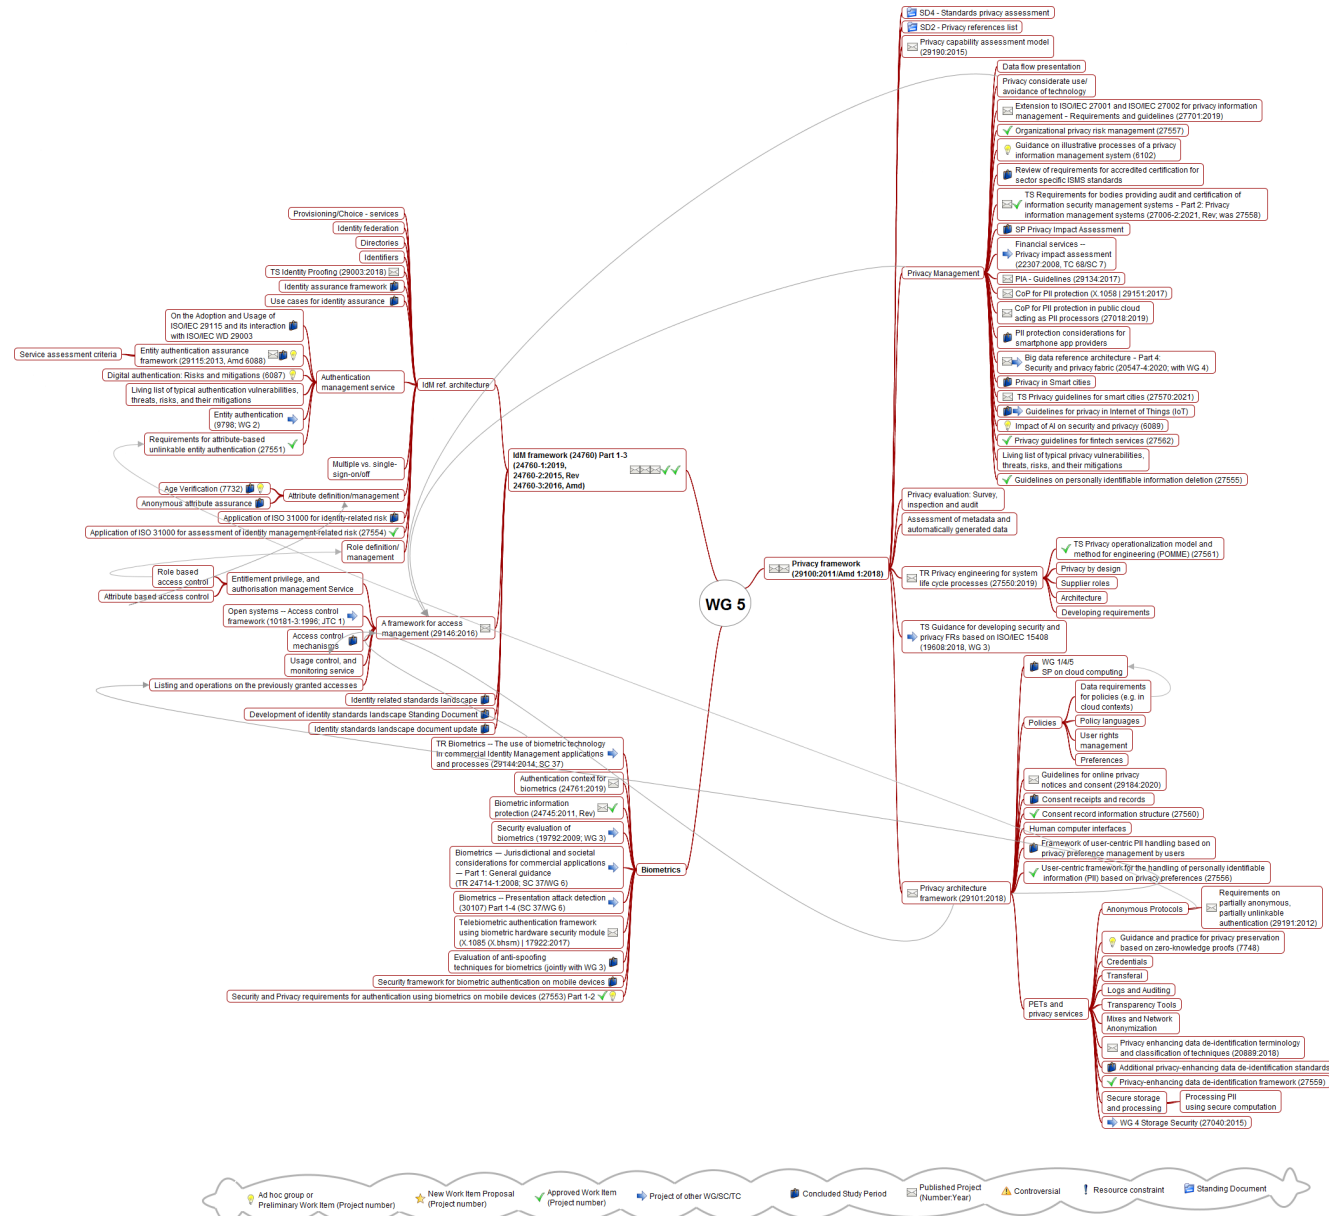 SD4 - Standards privacy assessment
SD2 - Privacy references list
Privacy capability assessment model
(29190:2015)
Data flow presentation
Privacy considerate use/
avoidance of technology
Extension to ISO/IEC 27001 and ISO/IEC 27002 for privacy information
management - Requirements and guidelines (27701:2019)
Organizational privacy risk management (27557)
Guidance on illustrative processes of a privacy
information management system (6102)
Review of requirements for accredited certification for
sector specific ISMS standards
TS Requirements for bodies providing audit and certification of
information security management systems - Part 2: Privacy
information management systems (27006-2:2021, Rev; was 27558)
SP Privacy Impact Assessment
Financial services --
Privacy impact assessment
(22307:2008, TC 68/SC 7)
Privacy Management
PIA - Guidelines (29134:2017)
CoP for PII protection (X.1058 | 29151:2017)
CoP for PII protection in public cloud
acting as PII processors (27018:2019)
PII protection considerations for
smartphone app providers
Big data reference architecture - Part 4:
Security and privacy fabric (20547-4:2020; with WG 4)
Privacy in Smart cities
TS Privacy guidelines for smart cities (27570:2021)
Guidelines for privacy in Internet of Things (IoT)
Impact of AI on security and privacy (6089)
Privacy guidelines for fintech services (27562)
Living list of typical privacy vulnerabilities,
threats, risks, and their mitigations
Guidelines on personally identifiable information deletion (27555)
Privacy evaluation: Survey,
inspection and audit
Assessment of metadata and
automatically generated data
Privacy framework
(29100:2011/Amd 1:2018)
TR Privacy engineering for system
life cycle processes (27550:2019)
TS Privacy operationalization model and
method for engineering (POMME) (27561)
Privacy by design
Supplier roles
Architecture
Developing requirements
TS Guidance for developing security and
privacy FRs based on ISO/IEC 15408
(19608:2018, WG 3)
WG 1/4/5
SP on cloud computing
Policies
Data requirements
for policies (e.g. in
cloud contexts)
Policy languages
User rights
management
Preferences
Guidelines for online privacy
notices and consent (29184:2020)
Consent receipts and records
Consent record information structure (27560)
Human computer interfaces
Framework of user-centric PII handling based on
privacy preference management by users
User-centric framework for the handling of personally identifiable
information (PII) based on privacy preferences (27556)
Privacy architecture
framework (29101:2018)
Anonymous Protocols
Requirements on
partially anonymous,
partially unlinkable
authentication (29191:2012)
Guidance and practice for privacy preservation
based on zero-knowledge proofs (7748)
Credentials
Transferal
Logs and Auditing
PETs and
privacy services
Transparency Tools
Mixes and Network
Anonymization
Privacy enhancing data de-identification terminology
and classification of techniques (20889:2018)
Additional privacy-enhancing data de-identification standards
Privacy-enhancing data de-identification framework (27559)
Secure storage
and processing
Processing PII
using secure computation
WG 4 Storage Security (27040:2015)
WG 5
Provisioning/Choice - services
Identity federation
Directories
Identifiers
TS Identity Proofing (29003:2018)
Identity assurance framework
Use cases for identity assurance
On the Adoption and Usage of
ISO/IEC 29115 and its interaction
with ISO/IEC WD 29003
Service assessment criteria
Entity authentication assurance
framework (29115:2013, Amd 6088)
Digital authentication: Risks and mitigations (6087)
Authentication
management service
IdM ref. architecture
Living list of typical authentication vulnerabilities,
threats, risks, and their mitigations
Entity authentication
(9798; WG 2)
Requirements for attribute-based
unlinkable entity authentication (27551)
IdM framework (24760) Part 1-3
(24760-1:2019,
24760-2:2015, Rev
24760-3:2016, Amd)
Multiple vs. single-
sign-on/off
Age Verification (7732)
Anonymous attribute assurance
Attribute definition/management
Application of ISO 31000 for identity-related risk
Application of ISO 31000 for assessment of identity management-related risk (27554)
Role definition/
management
Role based
access control
Attribute based access control
Entitlement privilege, and
authorisation management Service
Open systems -- Access control
framework (10181-3:1996; JTC 1)
A framework for access
management (29146:2016)
Access control
mechanisms
Usage control, and
monitoring service
Listing and operations on the previously granted accesses
Identity related standards landscape
Development of identity standards landscape Standing Document
Identity standards landscape document update
TR Biometrics -- The use of biometric technology
in commercial Identity Management applications
and processes (29144:2014; SC 37)
Authentication context for
biometrics (24761:2019)
Biometric information
protection (24745:2011, Rev)
Security evaluation of
biometrics (19792:2009; WG 3)
Biometrics — Jurisdictional and societal
considerations for commercial applications
— Part 1: General guidance
(TR 24714-1:2008; SC 37/WG 6)
Biometrics
Biometrics -- Presentation attack detection
(30107) Part 1-4 (SC 37/WG 6)
Telebiometric authentication framework
using biometric hardware security module
(X.1085 (X.bhsm) | 17922:2017)
Evaluation of anti-spoofing
techniques for biometrics (jointly with WG 3)
Security framework for biometric authentication on mobile devices
Security and Privacy requirements for authentication using biometrics on mobile devices (27553) Part 1-2
Ad hoc group or
Preliminary Work Item (Project number)
New Work Item Proposal
(Project number)
Approved Work Item
(Project number)
Project of other WG/SC/TC
Concluded Study Period
Published Project
(Number:Year)
Controversial
Resource constraint
Standing Document